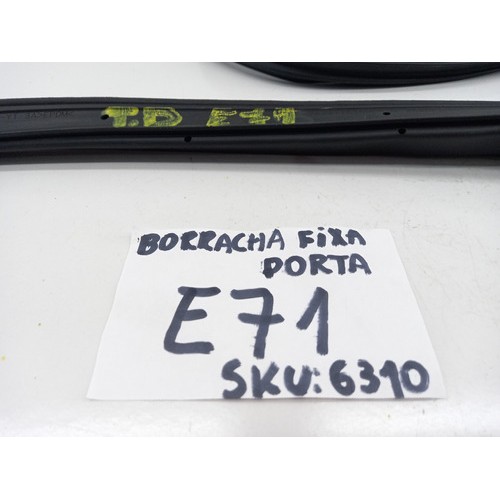 T.D E71
BORRACHA FIXA
PORTA
E71
SKU: 6310